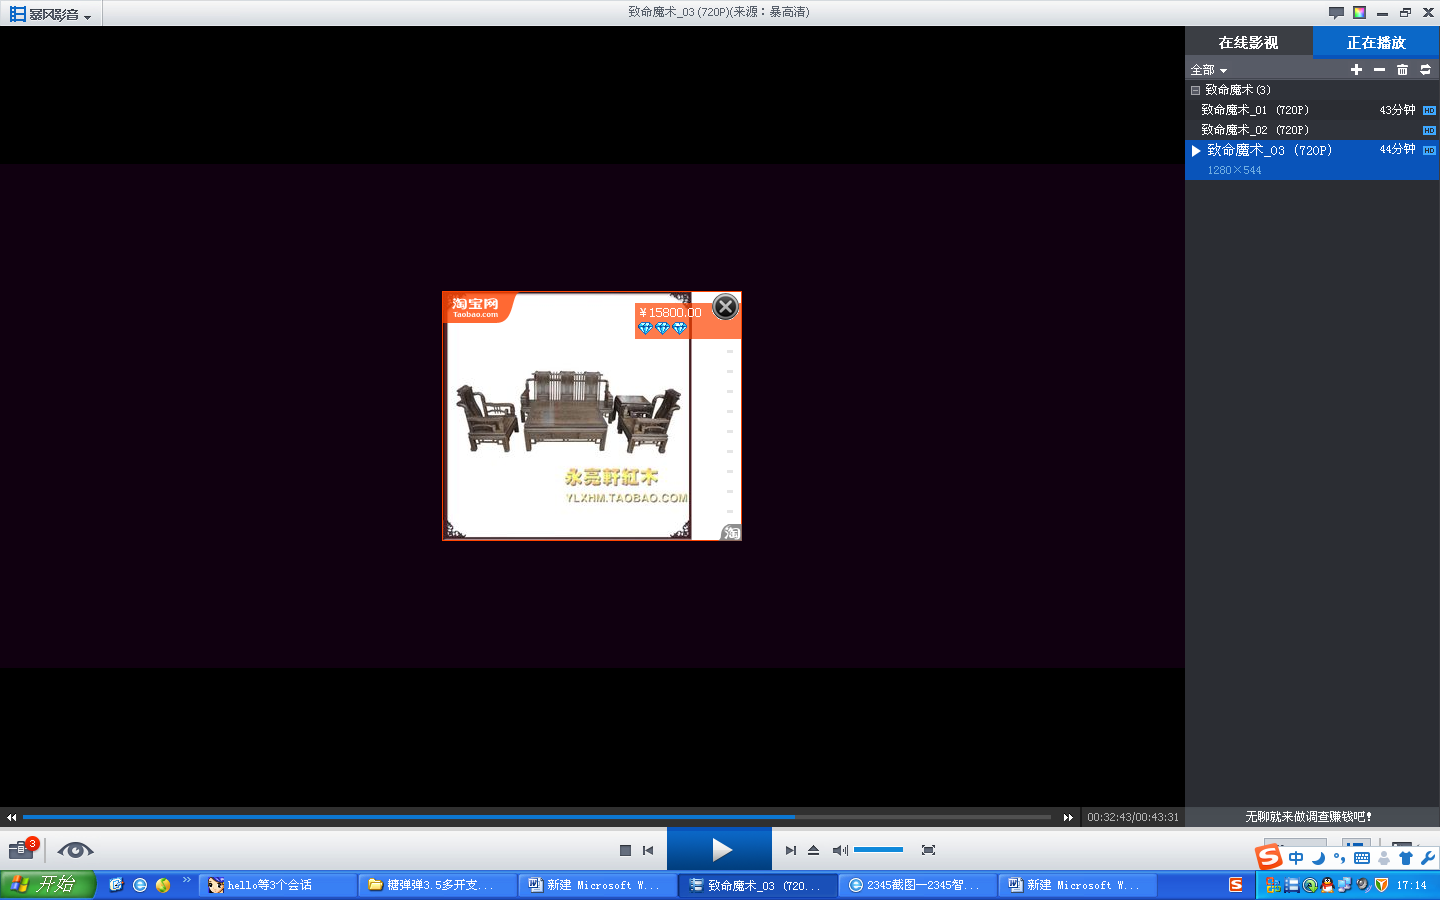 暴风影音
致命魔术_03 (720P)(来源：暴高清)
在线影视
正在播放
全部
致命魔术(3)
致命魔术_01 (720P) 43分钟 HD
致命魔术_02 (720P) HD
致命魔术_03 (720P) 44分钟 HD
1280×544
淘宝网
Taobao.com
¥15800.00
永亮軒紅木
YLXHM.TAOBAO.COM
淘
00:32:43/00:43:31
无聊就来做调查赚钱吧!
3
中
开始
hello等3个会话
糖弹弹3.5多开支...
新建 Microsoft W...
致命魔术_03 (720...
2345截图—2345智...
新建 Microsoft W...
17:14